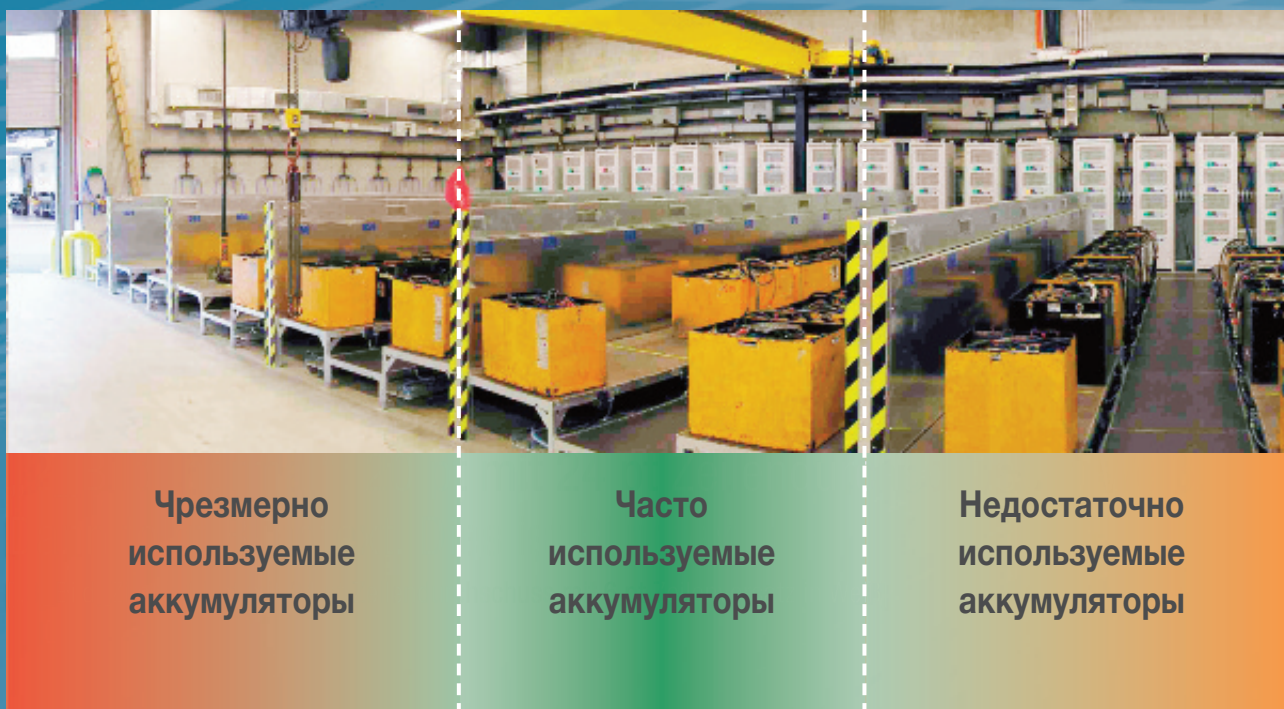 Чрезмерно
используемые
аккумуляторы
Часто
используемые
аккумуляторы
Недостаточно
используемые
аккумуляторы